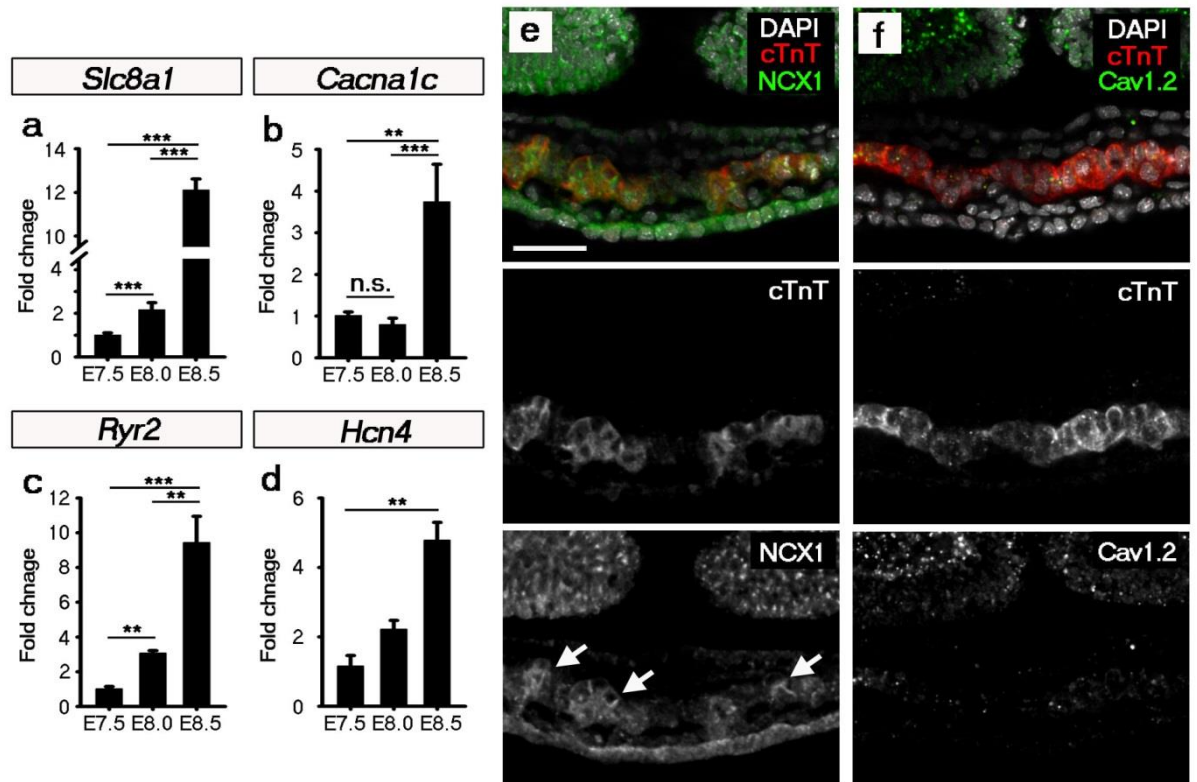 Slc8a1
a
***
***
***
Fold chnage
14
12
10
4
2
0
E7.5 E8.0 E8.5
Cacna1c
b
**
***
n.s.
Fold chnage
5
4
3
2
1
0
E7.5 E8.0 E8.5
Ryr2
c
***
**
**
Fold chnage
12
10
8
6
4
2
0
E7.5 E8.0 E8.5
Hcn4
d
**
Fold chnage
6
4
2
0
E7.5 E8.0 E8.5
e
DAPI
cTnT
NCX1
cTnT
NCX1
f
DAPI
cTnT
Cav1.2
cTnT
Cav1.2